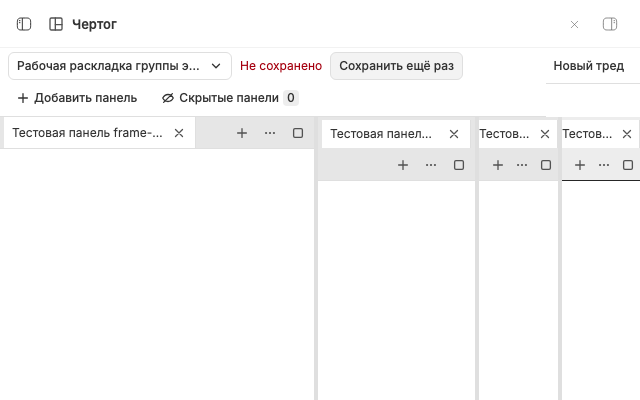 Чертог
Рабочая раскладка группы э...
Не сохранено
Сохранить ещё раз
Новый тред
Добавить панель
Скрытые панели 0
Тестовая панель frame-...
Тестовая панел...
Тестов...
Тестов...